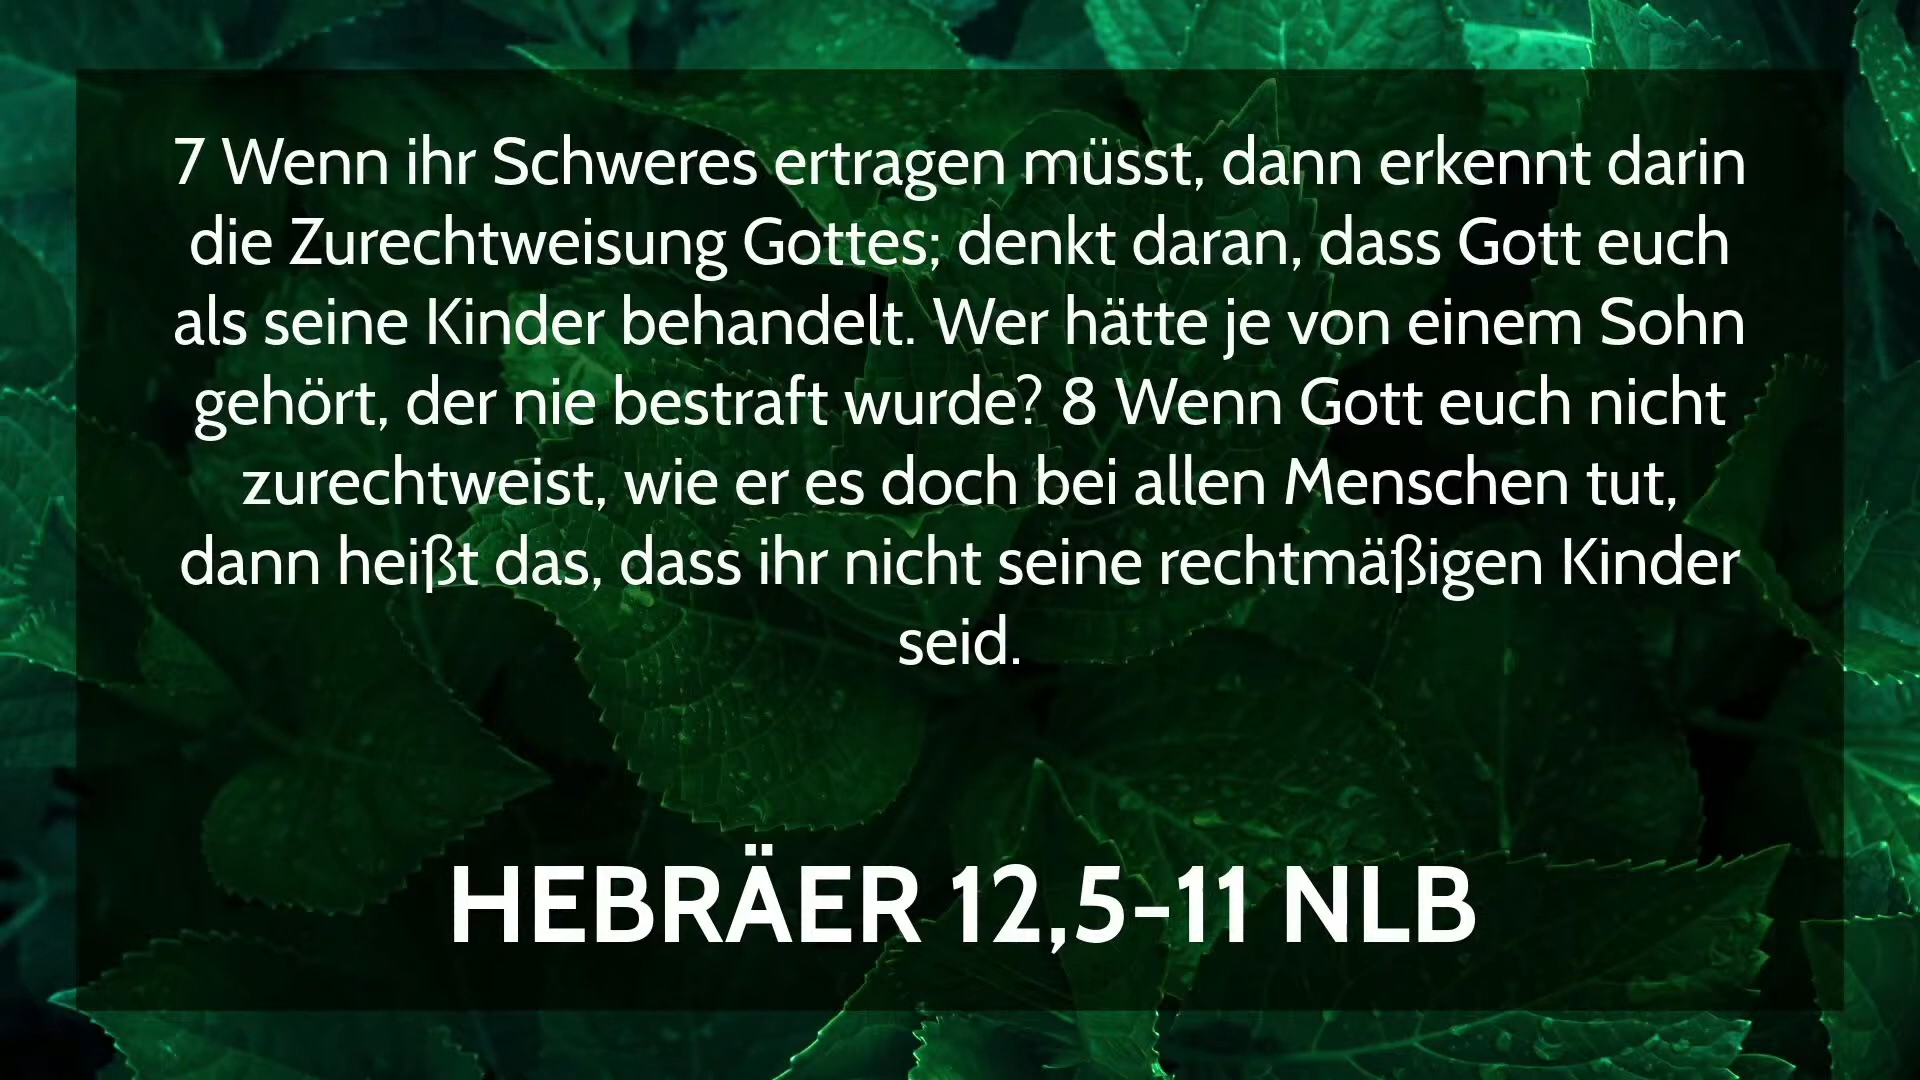 7 Wenn ihr Schweres ertragen müsst, dann erkennt darin
die Zurechtweisung Gottes; denkt daran, dass Gott euch
als seine Kinder behandelt. Wer hätte je von einem Sohn
gehört, der nie bestraft wurde? 8 Wenn Gott euch nicht
zurechtweist, wie er es doch bei allen Menschen tut,
dann heißt das, dass ihr nicht seine rechtmäßigen Kinder
seid.
HEBRÄER 12,5–11 NLB